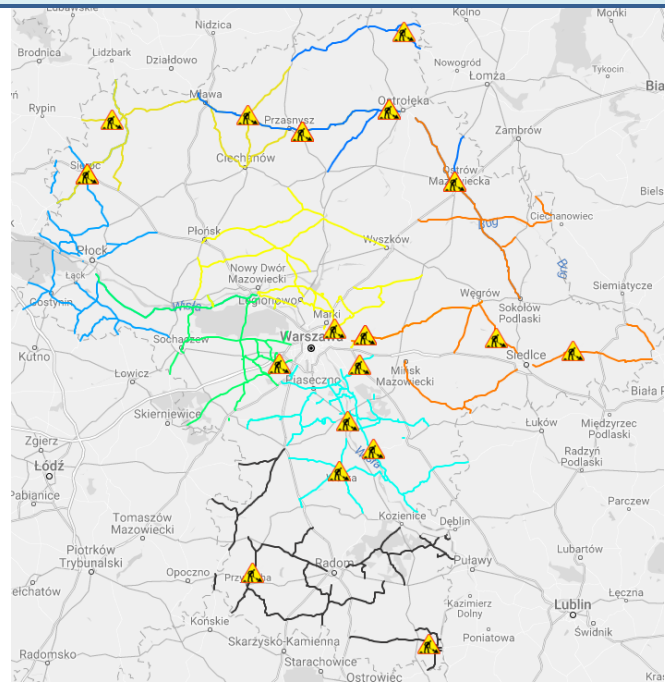 Lubawskie
Nidzica
Kolno
Mońki
Brodnica
Lidzbark
Działdowo
Nowogród
Łomża
Tykocin
Rypin
Mława
Przasnysz
Ostrołęka
Zambrów
Ciechanów
Ostrów
Mazowiecka
Biels
Ciechanowiec
Bug
Bug
Płońsk
Wyszków
Płock
Łąck
Nowy Dwór
Mazowiecki
Legionowo
Wisła
Gostynin
Marki
Węgrów
Sokołów
Podlaski
Siemiatycze
Sochaczew
Warszawa
Kutno
Siedlce
Łowicz
Piaseczno
Mińsk
Mazowiecki
Biała P
Skierniewice
Łuków
Międzyrzec
Podlaski
Zgierz
Łódź
Wisła
Radzyń
Podlaski
Pabianice
Kozienice
Dęblin
Parczew
Tomaszów
Mazowiecki
Piotrków
Trybunalski
Opoczno
Radom
Puławy
Lubartów
Łęczna
Kazimierz
Dolny
Lublin
Świdnik
Końskie
Poniatowa
Radomsko
Skarżysko-Kamienna
Starachowice
Ostrowiec